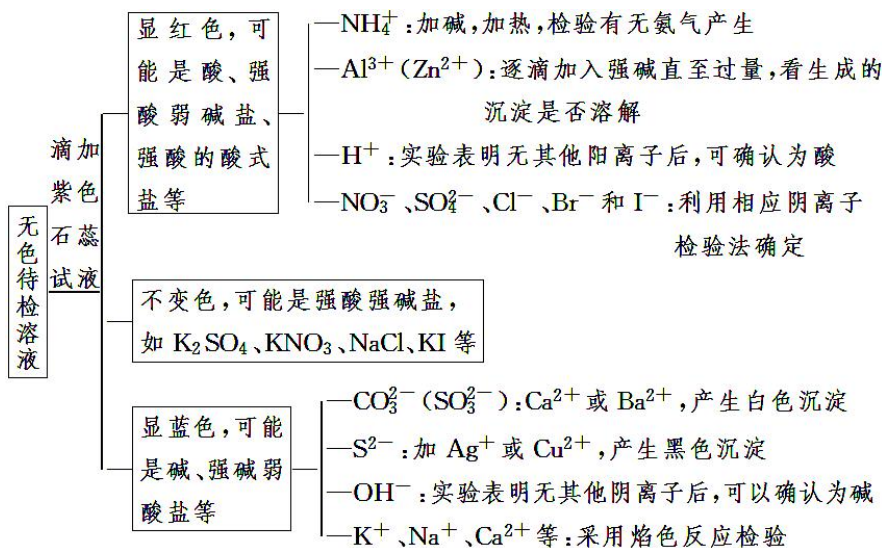 无色待检溶液
滴加
紫色
石蕊
试液
显红色，可
能是酸、强
酸弱碱盐、
强酸的酸式
盐等
NH₄⁺：加碱，加热，检验有无氨气产生
Al³⁺(Zn²⁺)：逐滴加入强碱直至过量，看生成的
沉淀是否溶解
H⁺：实验表明无其他阳离子后，可确认为酸
NO₃⁻、SO₄²⁻、Cl⁻、Br⁻和I⁻：利用相应阴离子
检验法确定
不变色，可能是强酸强碱盐，
如K₂SO₄、KNO₃、NaCl、KI等
显蓝色，可能
是碱、强碱弱
酸盐等
CO₃²⁻(SO₃²⁻)：Ca²⁺或Ba²⁺，产生白色沉淀
S²⁻：加Ag⁺或Cu²⁺，产生黑色沉淀
OH⁻：实验表明无其他阴离子后，可以确认为碱
K⁺、Na⁺、Ca²⁺等：采用焰色反应检验